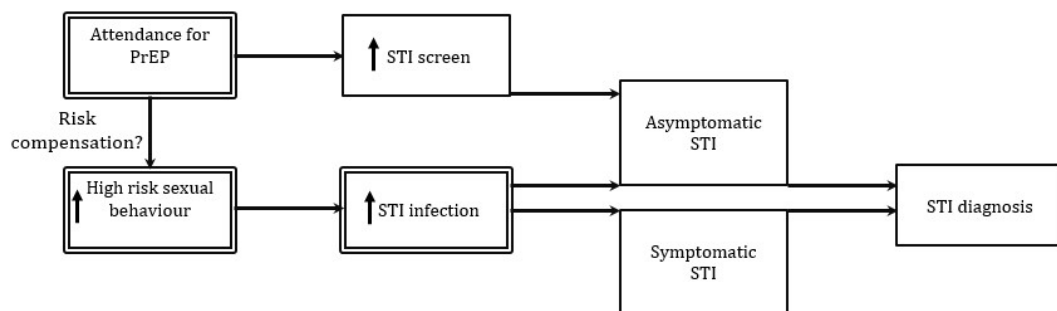 Attendance for
PrEP
STI screen
Risk
compensation?
Asymptomatic
STI
High risk sexual
behaviour
STI infection
STI diagnosis
Symptomatic
STI